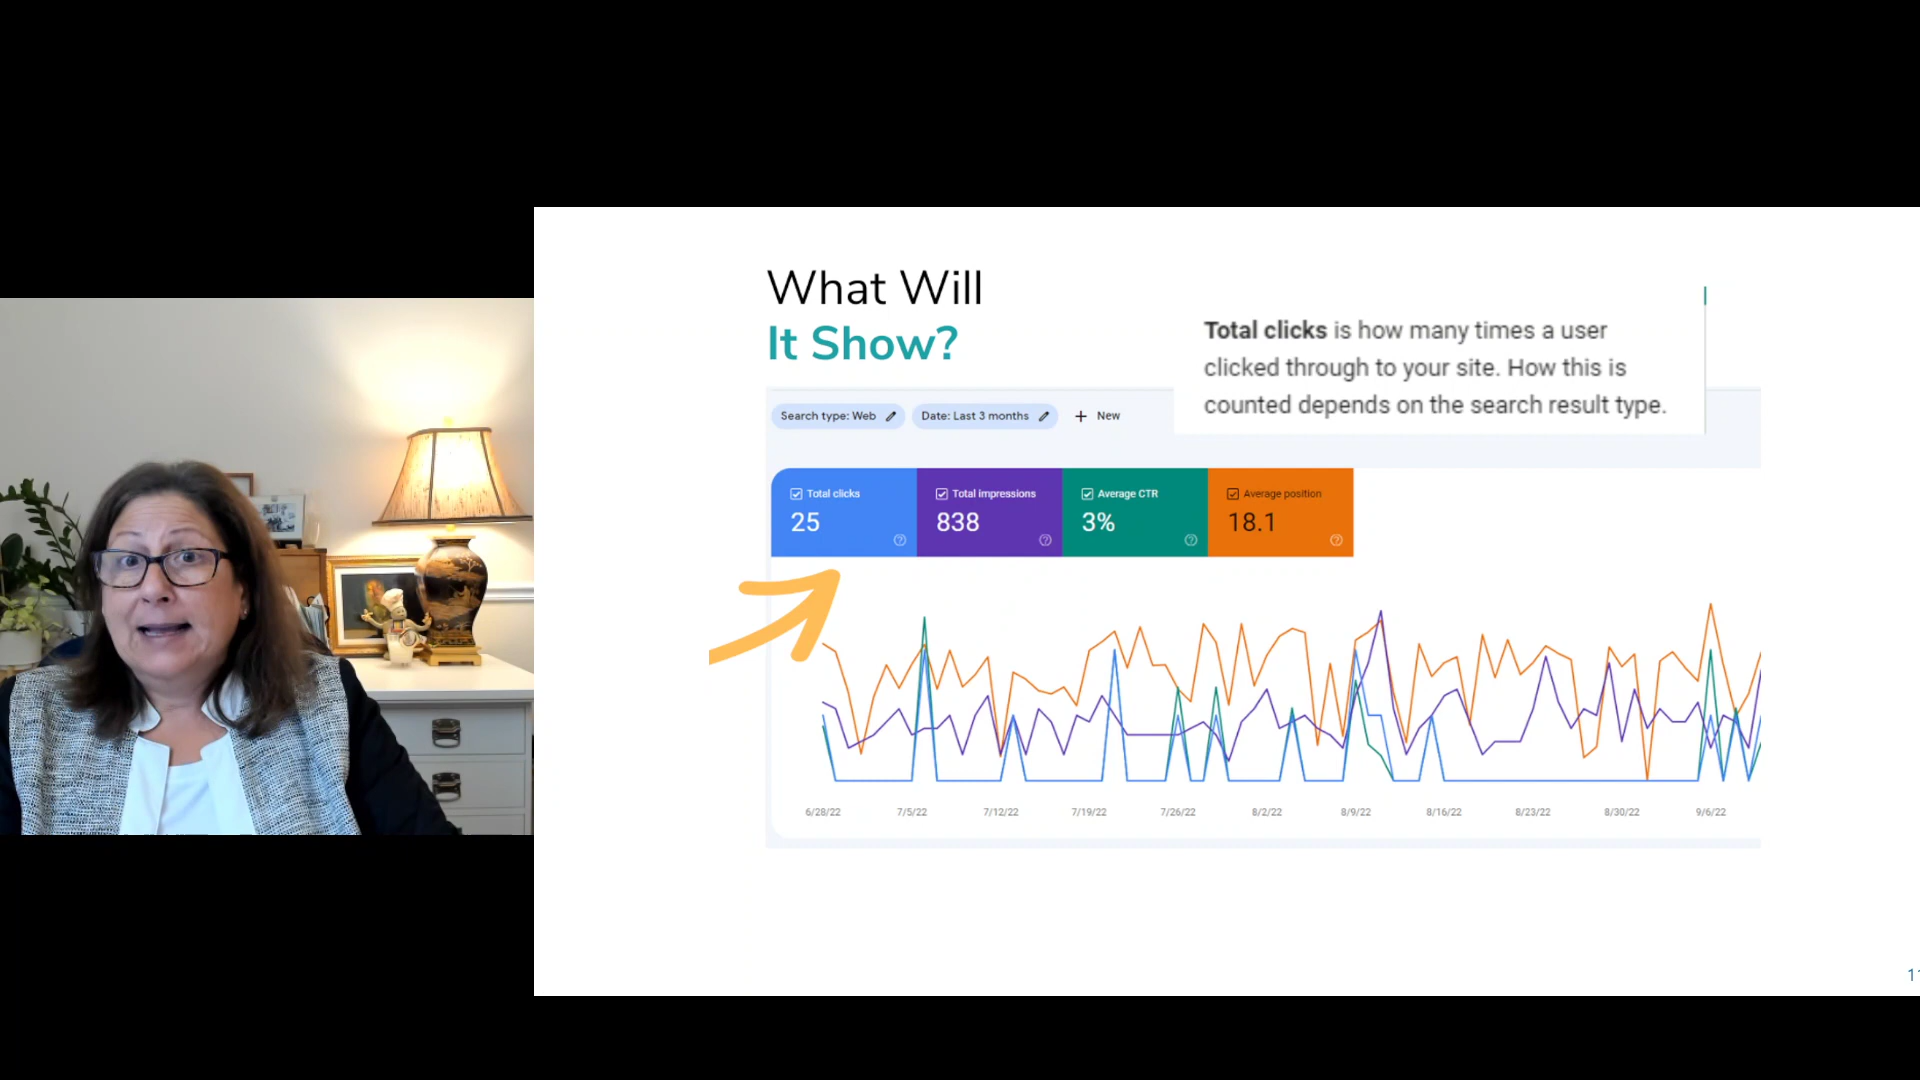 What Will
It Show?
Total clicks is how many times a user
clicked through to your site. How this is
counted depends on the search result type.
Search type: Web
Date: Last 3 months
+ New
Total clicks
25
Total impressions
838
Average CTR
3%
Average position
18.1
6/28/22 7/5/22 7/12/22 7/19/22 7/26/22 8/2/22 8/9/22 8/16/22 8/23/22 8/30/22 9/6/22